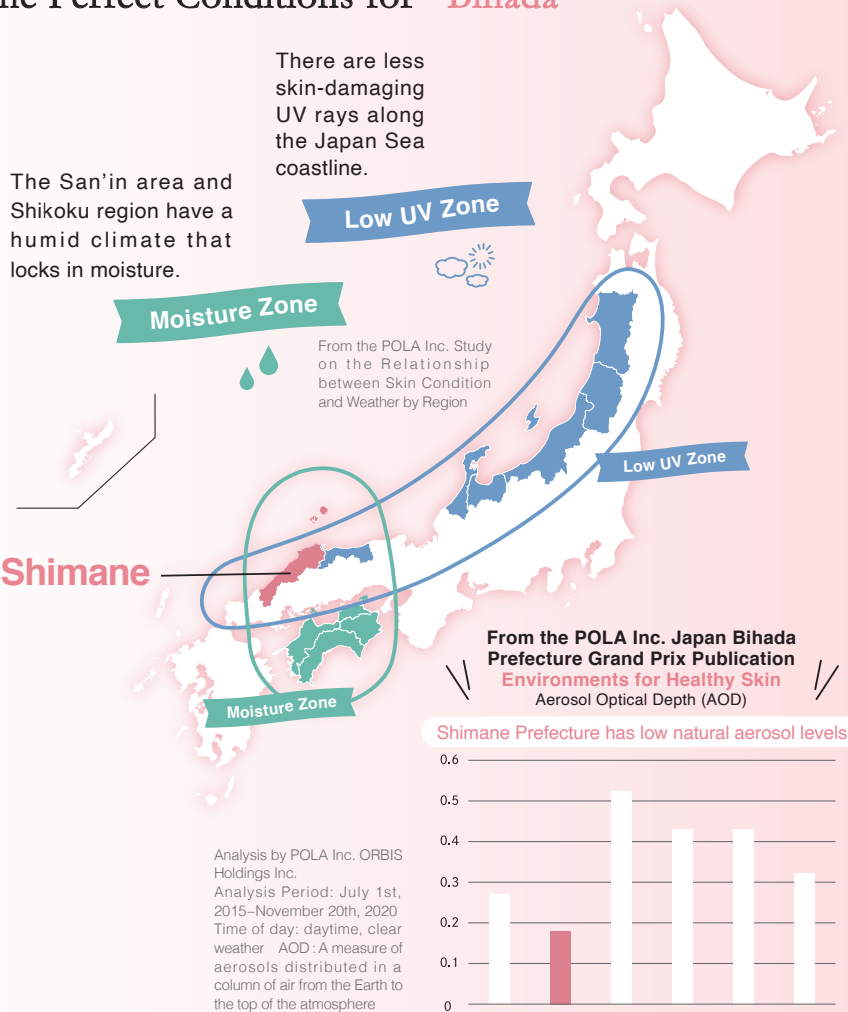 The Perfect Conditions for "Bihada
There are less
skin-damaging
UV rays along
the Japan Sea
coastline.
Low UV Zone
The San'in area and
Shikoku region have a
humid climate that
locks in moisture.
Moisture Zone
From the POLA Inc. Study
on the Relationship
between Skin Condition
and Weather by Region
Low UV Zone
Shimane
Moisture Zone
From the POLA Inc. Japan Bihada
Prefecture Grand Prix Publication
Environments for Healthy Skin
Aerosol Optical Depth (AOD)
Shimane Prefecture has low natural aerosol levels
0.6
0.5
0.4
0.3
0.2
0.1
0
Analysis by POLA Inc. ORBIS
Holdings Inc.
Analysis Period: July 1st,
2015–November 20th, 2020
Time of day: daytime, clear
weather AOD : A measure of
aerosols distributed in a
column of air from the Earth to
the top of the atmosphere